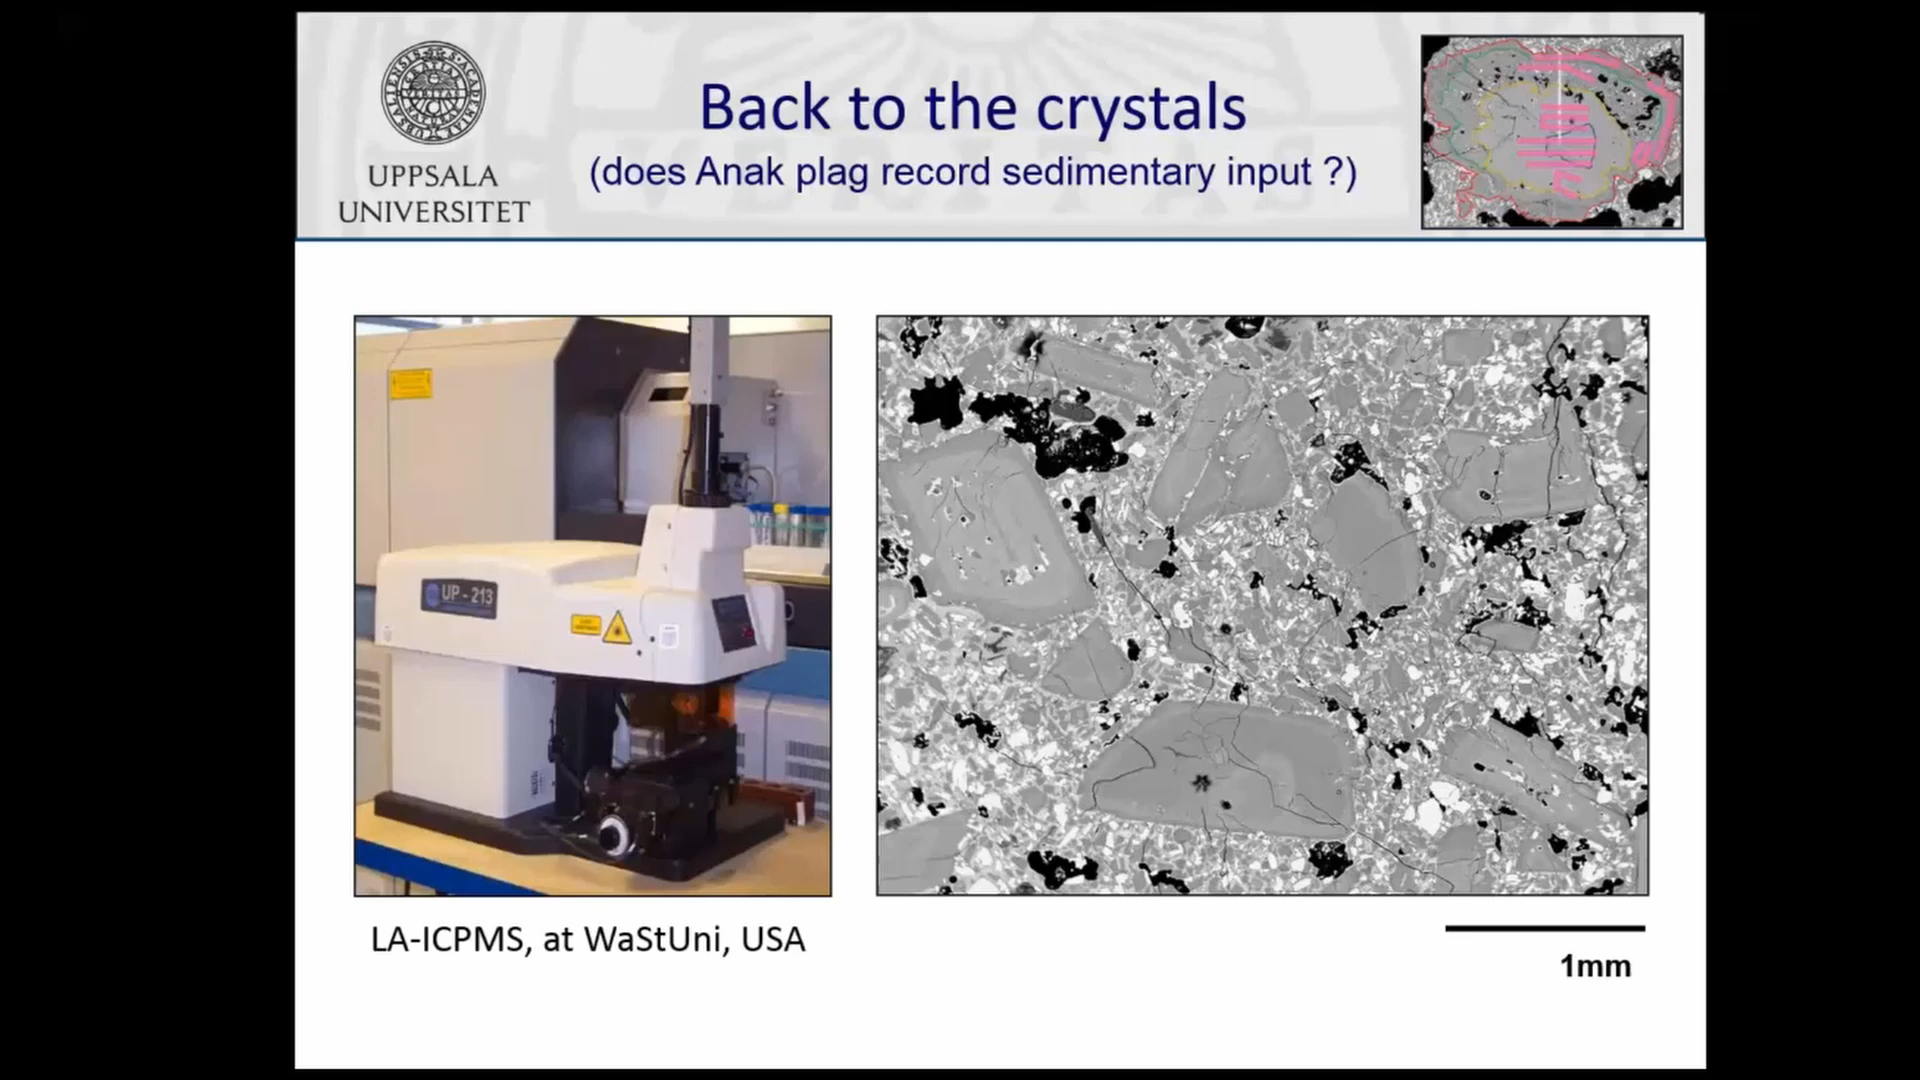 UPPSALA
UNIVERSITET
Back to the crystals
(does Anak plag record sedimentary input ?)
UP - 213
LA-ICPMS, at WaStUni, USA
1mm